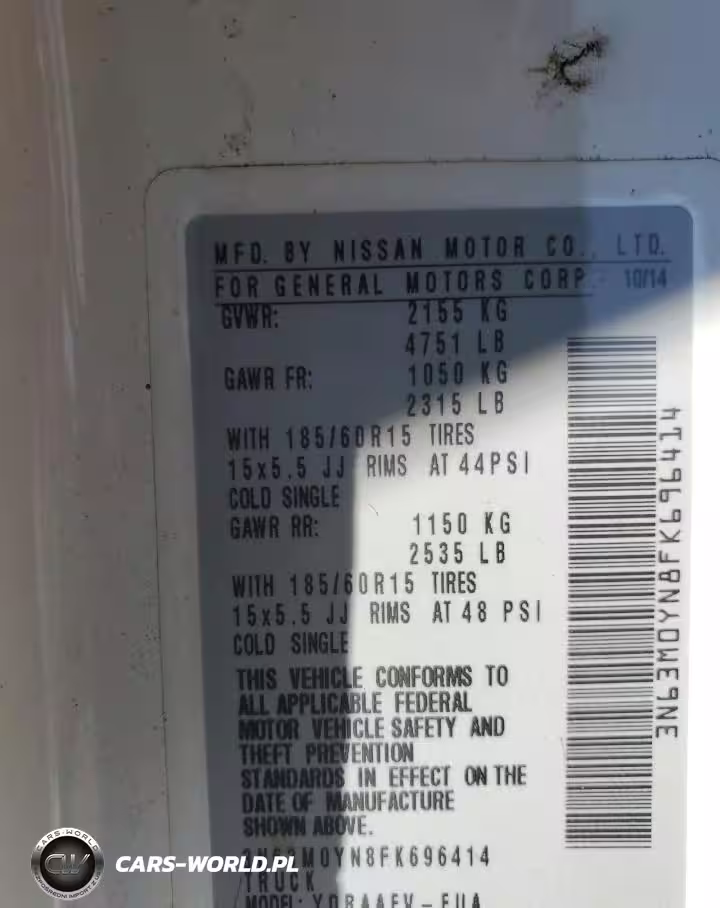 MFD. BY NISSAN MOTOR CO., LTD.
FOR GENERAL MOTORS CORP. 10/14
GVWR: 2155 KG
4751 LB
GAWR FR: 1050 KG
2315 LB
WITH 185/60R15 TIRES
15x5.5 JJ RIMS AT 44PSI
COLD SINGLE
GAWR RR: 1150 KG
2535 LB
WITH 185/60R15 TIRES
15x5.5 JJ RIMS AT 48 PSI
COLD SINGLE
THIS VEHICLE CONFORMS TO
ALL APPLICABLE FEDERAL
MOTOR VEHICLE SAFETY AND
THEFT PREVENTION
STANDARDS IN EFFECT ON THE
DATE OF MANUFACTURE
SHOWN ABOVE.
3N63M0YN8FK696414
TRUCK
MODEL:
3N63M0YN8FK696414
CARS-WORLD
CW
CARS-WORLD.PL